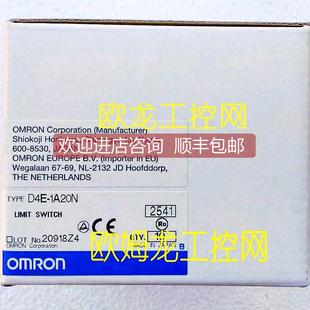 欧龙工控网
OMRON Corporation (Manufacturer)
Shiokoji Ho
600-8530,
欢迎进店咨询 顺丰包邮
OMRON EUROPE B.V. (Importer in EU)
Wegalaan 67-69, NL-2132 JD Hoofddorp,
THE NETHERLANDS
TYPE D4E-1A20N
LIMIT SWITCH
2541
LOT No.20918Z4
QTY.
OMRON Corporation
OMRON
欧姆龙工控网